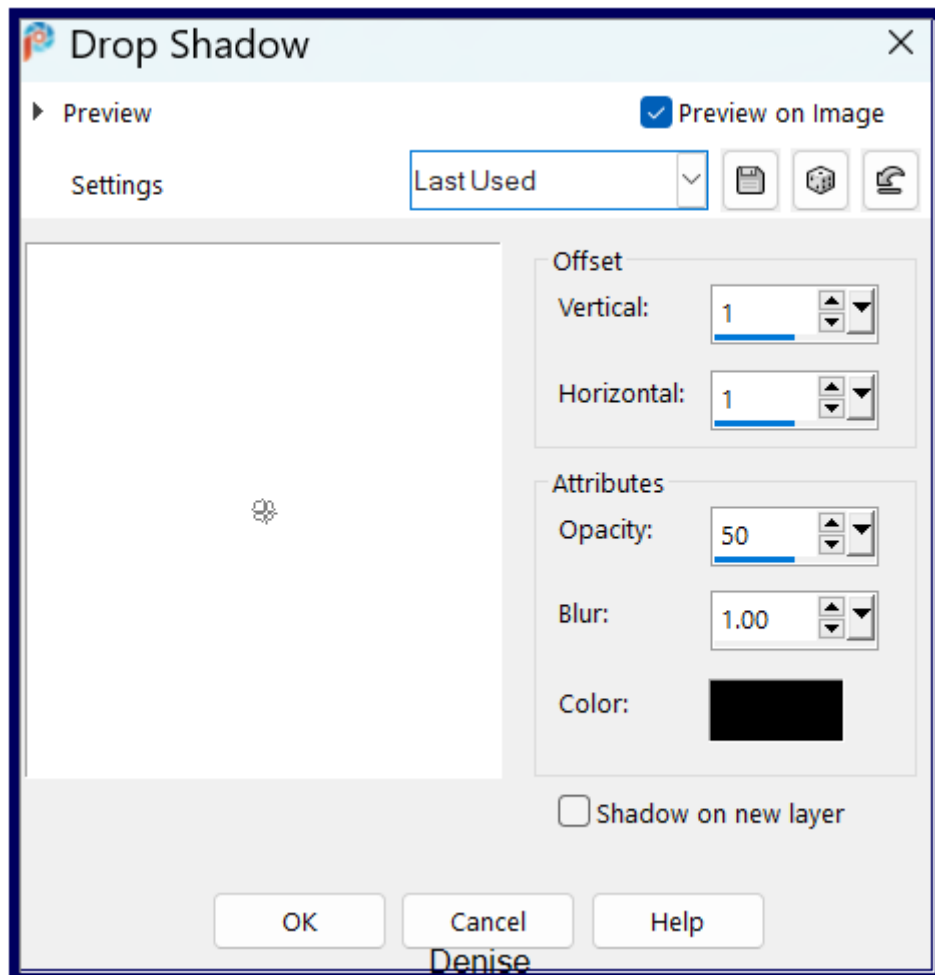 Drop Shadow
Preview
Preview on Image
Settings
Last Used
Offset
Vertical:
1
Horizontal:
1
Attributes
Opacity:
50
Blur:
1.00
Color:
Shadow on new layer
OK
Cancel
Help
Denise